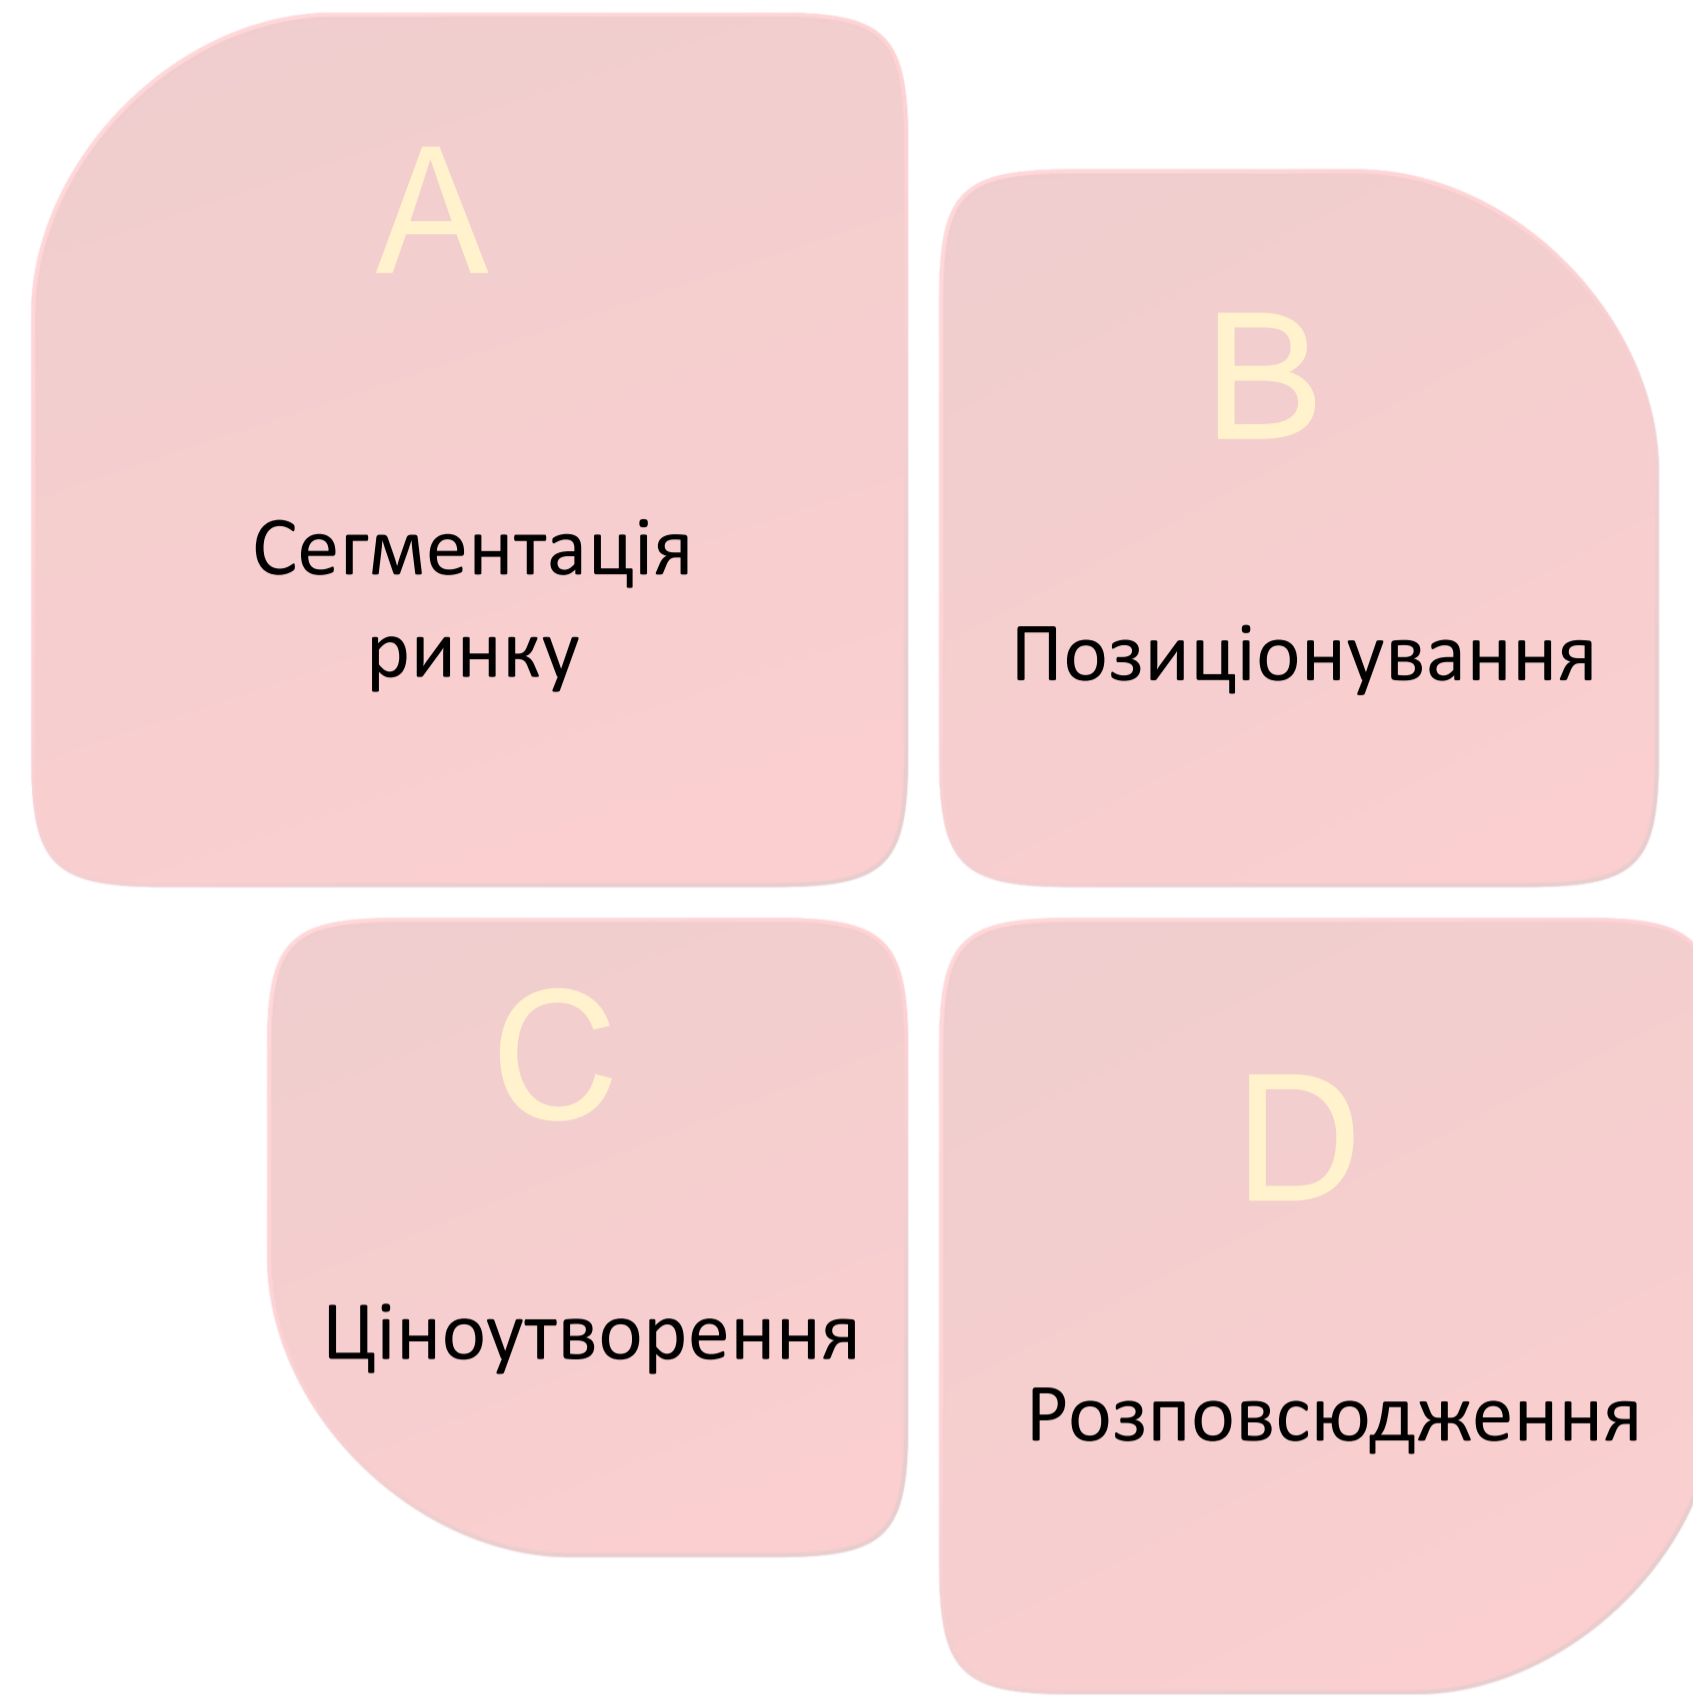 A
Сегментація
ринку
B
Позиціонування
C
Ціноутворення
D
Розповсюдження